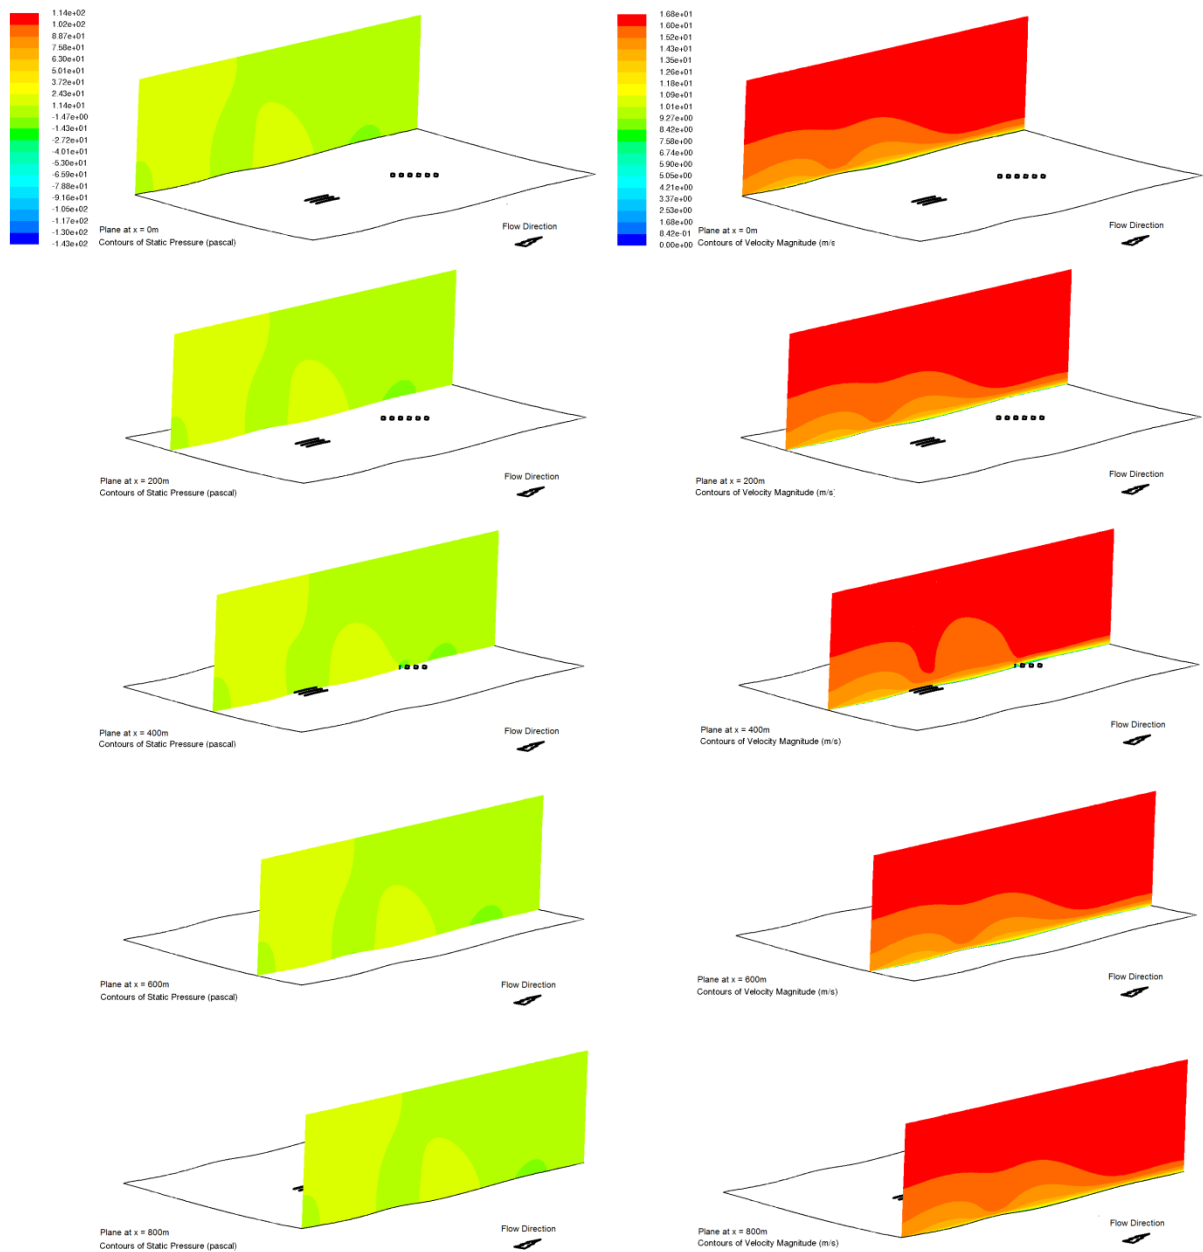 1.14e+02
1.02e+02
8.87e+01
7.58e+01
6.30e+01
5.01e+01
3.72e+01
2.43e+01
1.14e+01
-1.47e+00
-1.43e+01
-2.72e+01
-4.01e+01
-5.30e+01
-6.59e+01
-7.88e+01
-9.16e+01
-1.05e+02
-1.17e+02
-1.30e+02
-1.43e+02
Plane at x = 0m
Contours of Static Pressure (pascal)
Flow Direction
1.68e+01
1.60e+01
1.52e+01
1.43e+01
1.35e+01
1.26e+01
1.18e+01
1.09e+01
1.01e+01
9.27e+00
8.42e+00
7.58e+00
6.74e+00
5.90e+00
5.05e+00
4.21e+00
3.37e+00
2.53e+00
1.68e+00
8.42e-01
0.00e+00
Plane at x = 0m
Contours of Velocity Magnitude (m/s
Flow Direction
Plane at x = 200m
Contours of Static Pressure (pascal)
Flow Direction
Plane at x = 200m
Contours of Velocity Magnitude (m/s)
Flow Direction
Plane at x = 400m
Contours of Static Pressure (pascal)
Flow Direction
Plane at x = 400m
Contours of Velocity Magnitude (m/s)
Flow Direction
Plane at x = 600m
Contours of Static Pressure (pascal)
Flow Direction
Plane at x = 600m
Contours of Velocity Magnitude (m/s)
Flow Direction
Plane at x = 800m
Contours of Static Pressure (pascal)
Flow Direction
Plane at x = 800m
Contours of Velocity Magnitude (m/s)
Flow Direction